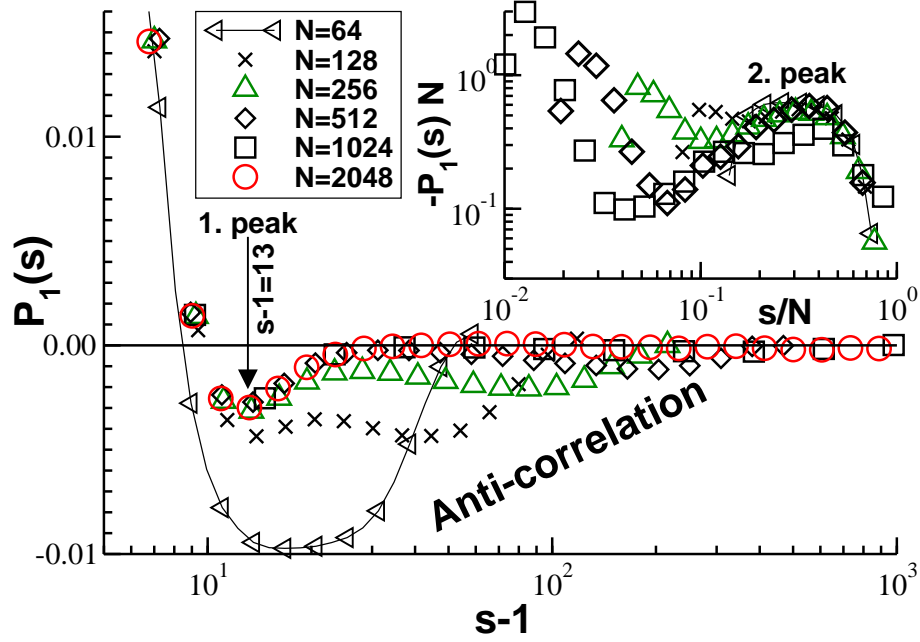 N=64
N=128
N=256
N=512
N=1024
N=2048
1. peak
s-1=13
P₁(s)
0.01
0.00
-0.01
10¹
10²
10³
s-1
Anti-correlation
2. peak
-P₁(s) N
10⁰
10⁻¹
10⁻²
10⁻¹
10⁰
s/N